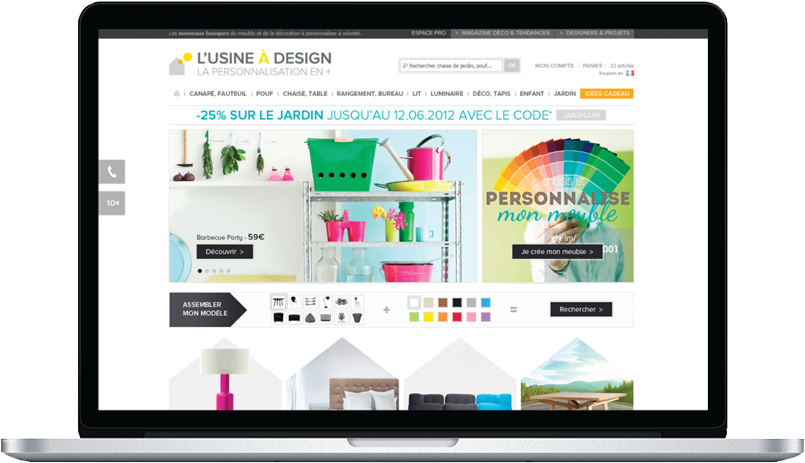 Les nouveaux basiques du meuble et de la décoration à personnaliser à volonté.
ESPACE PRO > MAGAZINE DÉCO & TENDANCES > DESIGNERS & PROJETS
L'USINE À DESIGN
LA PERSONNALISATION EN +
Rechercher chaise de jardin, pouf... OK
MON COMPTE | PANIER : 33 articles
livraison en
CANAPÉ, FAUTEUIL | POUF | CHAISE, TABLE | RANGEMENT, BUREAU | LIT | LUMINAIRE | DÉCO, TAPIS | ENFANT | JARDIN IDÉES CADEAU
-25% SUR LE JARDIN JUSQU'AU 12.06.2012 AVEC LE CODE* JARDINJUIN
10€
Barbecue Party - 59€
Découvrir >
PERSONNALISE
mon meuble
001
Je crée mon meuble >
ASSEMBLER
MON MODÈLE
+ = Rechercher >